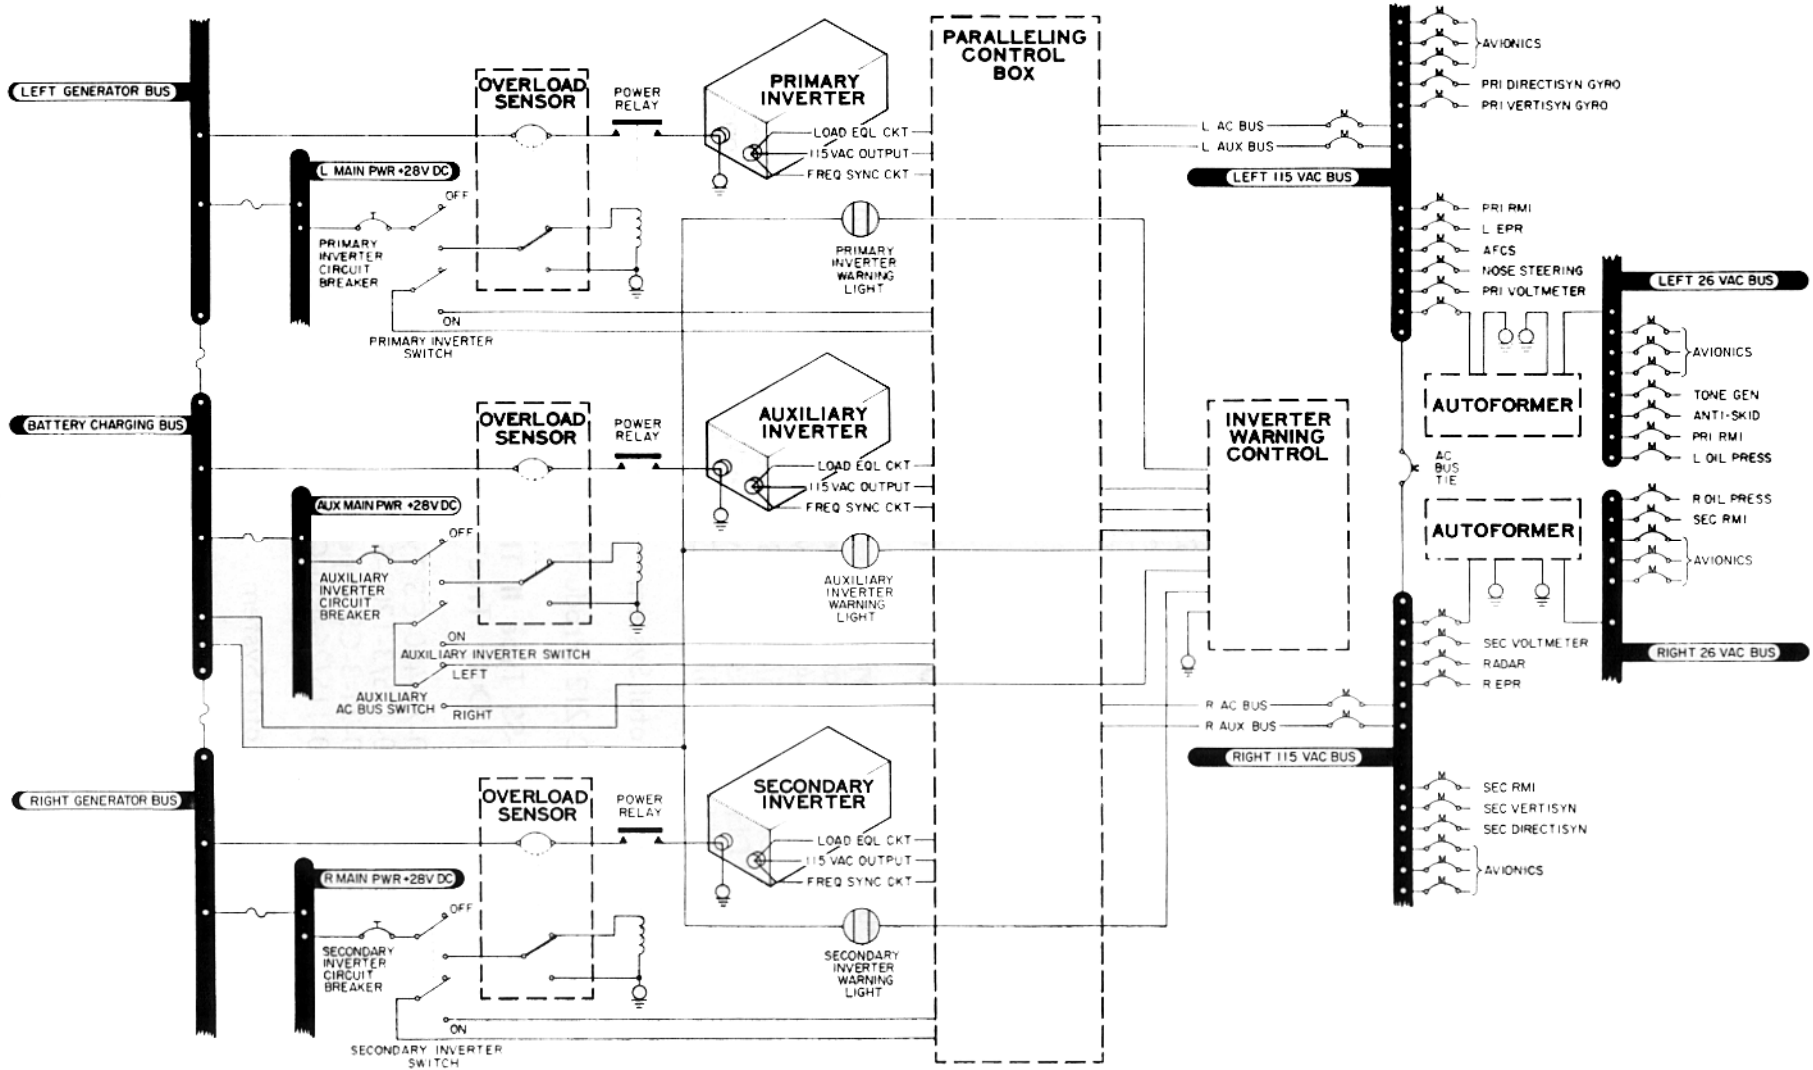 LEFT GENERATOR BUS
OVERLOAD
SENSOR
POWER
RELAY
PRIMARY
INVERTER
LOAD EQL CKT
115 VAC OUTPUT
FREQ SYNC CKT
L MAIN PWR +28V DC
OFF
PRIMARY
INVERTER
CIRCUIT
BREAKER
ON
PRIMARY INVERTER
SWITCH
PRIMARY
INVERTER
WARNING
LIGHT
BATTERY CHARGING BUS
OVERLOAD
SENSOR
POWER
RELAY
AUXILIARY
INVERTER
LOAD EQL CKT
115 VAC OUTPUT
FREQ SYNC CKT
AUX MAIN PWR +28V DC
OFF
AUXILIARY
INVERTER
CIRCUIT
BREAKER
ON
AUXILIARY INVERTER SWITCH
LEFT
AUXILIARY
AC BUS SWITCH
RIGHT
AUXILIARY
INVERTER
WARNING
LIGHT
RIGHT GENERATOR BUS
OVERLOAD
SENSOR
POWER
RELAY
SECONDARY
INVERTER
LOAD EQL CKT
115 VAC OUTPUT
FREQ SYNC CKT
R MAIN PWR +28V DC
OFF
SECONDARY
INVERTER
CIRCUIT
BREAKER
ON
SECONDARY INVERTER
SWITCH
SECONDARY
INVERTER
WARNING
LIGHT
PARALLELING
CONTROL
BOX
INVERTER
WARNING
CONTROL
L AC BUS
L AUX BUS
LEFT 115 VAC BUS
AVIONICS
PRI DIRECTISYN GYRO
PRI VERTISYN GYRO
PRI RMI
L EPR
AFCS
NOSE STEERING
PRI VOLTMETER
AUTOFORMER
AC
BUS
TIE
AUTOFORMER
LEFT 26 VAC BUS
AVIONICS
TONE GEN
ANTI-SKID
PRI RMI
L OIL PRESS
R OIL PRESS
SEC RMI
AVIONICS
RIGHT 26 VAC BUS
SEC VOLTMETER
RADAR
R EPR
R AC BUS
R AUX BUS
RIGHT 115 VAC BUS
SEC RMI
SEC VERTISYN
SEC DIRECTISYN
AVIONICS